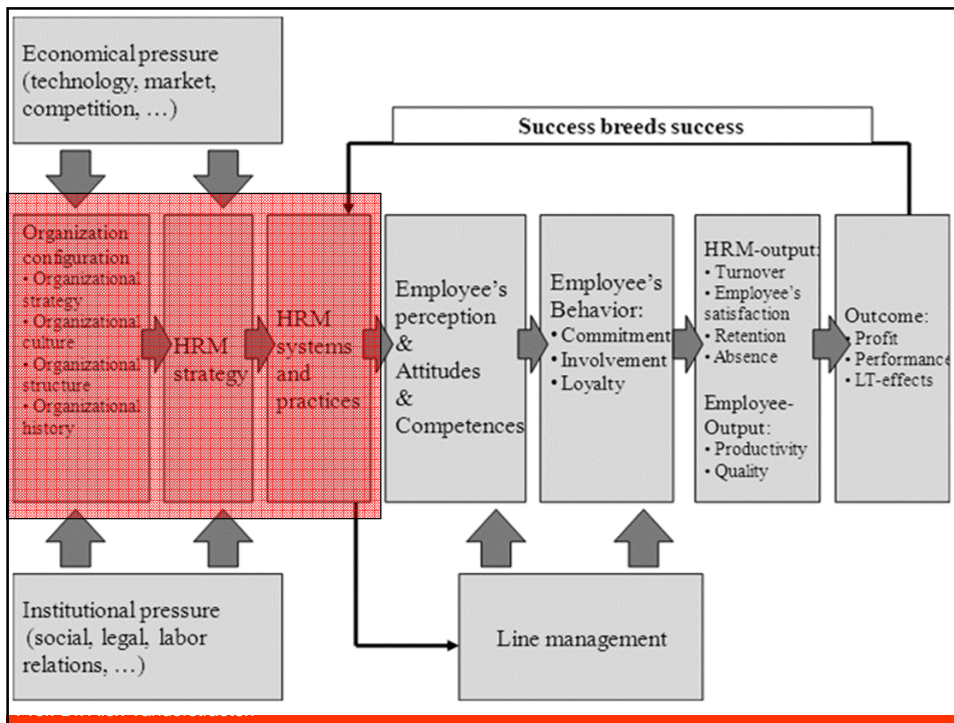 Economical pressure
(technology, market,
competition, …)
Success breeds success
Organization
configuration
• Organizational
strategy
• Organizational
culture
• Organizational
structure
• Organizational
history
HRM
strategy
HRM
systems
and
practices
Employee's
perception
&
Attitudes
&
Competences
Employee's
Behavior:
• Commitment
• Involvement
• Loyalty
HRM-output:
• Turnover
• Employee's
satisfaction
• Retention
• Absence
Employee-
Output:
• Productivity
• Quality
Outcome:
• Profit
• Performance
• LT-effects
Institutional pressure
(social, legal, labor
relations, …)
Line management